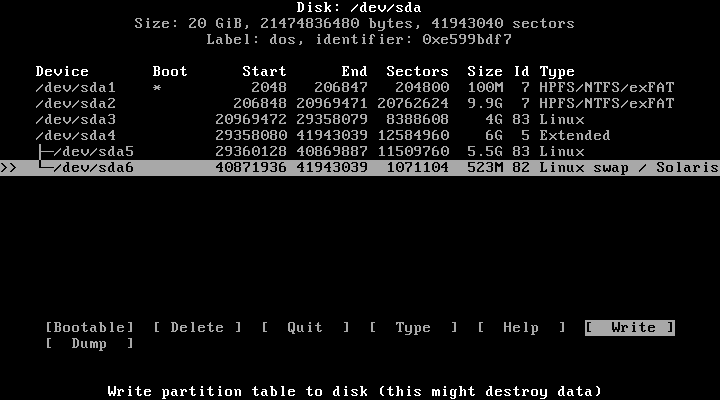 Disk: /dev/sda
Size: 20 GiB, 21474836480 bytes, 41943040 sectors
Label: dos, identifier: 0xe599bdf7
Device Boot Start End Sectors Size Id Type
/dev/sda1 * 2048 206847 204800 100M 7 HPFS/NTFS/exFAT
/dev/sda2 206848 20969471 20762624 9.9G 7 HPFS/NTFS/exFAT
/dev/sda3 20969472 29358079 8388608 4G 83 Linux
/dev/sda4 29358080 41943039 12584960 6G 5 Extended
├─/dev/sda5 29360128 40869887 11509760 5.5G 83 Linux
>> └─/dev/sda6 40871936 41943039 1071104 523M 82 Linux swap / Solaris
[Bootable] [ Delete ] [ Quit ] [ Type ] [ Help ] [ Write ]
[ Dump ]
Write partition table to disk (this might destroy data)